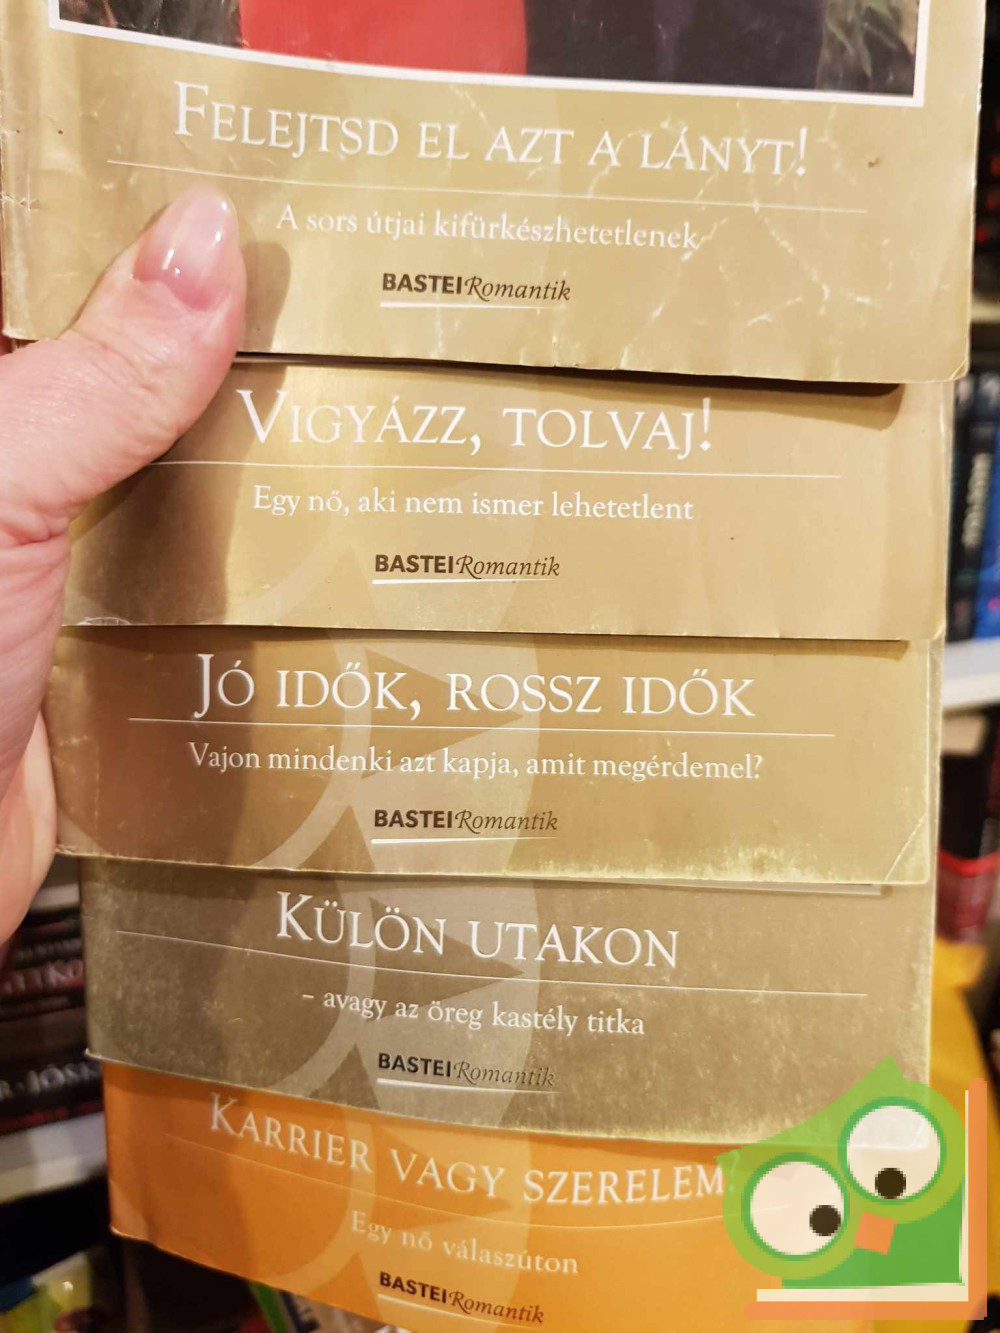 FELEJTSD EL AZT A LÁNYT!
A sors útjai kifürkészhetetlenek
BASTEI Romantik
VIGYÁZZ, TOLVAJ!
Egy nő, aki nem ismer lehetetlent
BASTEI Romantik
JÓ IDŐK, ROSSZ IDŐK
Vajon mindenki azt kapja, amit megérdemel?
BASTEI Romantik
KÜLÖN UTAKON
– avagy az öreg kastély titka
BASTEI Romantik
KARRIER VAGY SZERELEM?
Egy nő válaszúton
BASTEI Romantik